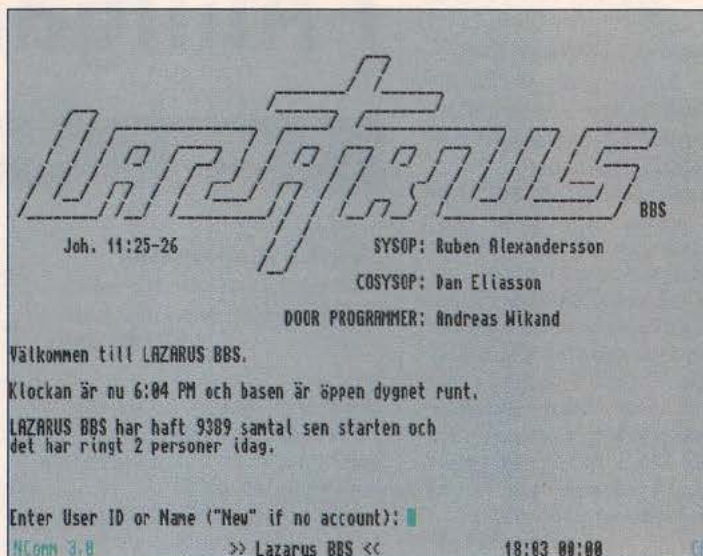 LAZARUS
BBS
Joh. 11:25-26
SYSOP: Ruben Alexandersson
COSYSOP: Dan Eliasson
DOOR PROGRAMMER: Andreas Wikand
Välkommen till LAZARUS BBS.
Klockan är nu 6:04 PM och basen är öppen dygnet runt.
LAZARUS BBS har haft 9389 samtal sen starten och
det har ringt 2 personer idag.
Enter User ID or Name ("New" if no account):
NComm 3.0 >> Lazarus BBS << 18:03 00:00